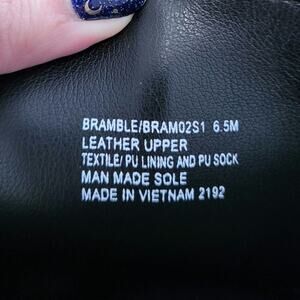 BRAMBLE/BRAM02S1 6.5M
LEATHER UPPER
TEXTILE/ PU LINING AND PU SOCK
MAN MADE SOLE
MADE IN VIETNAM 2192